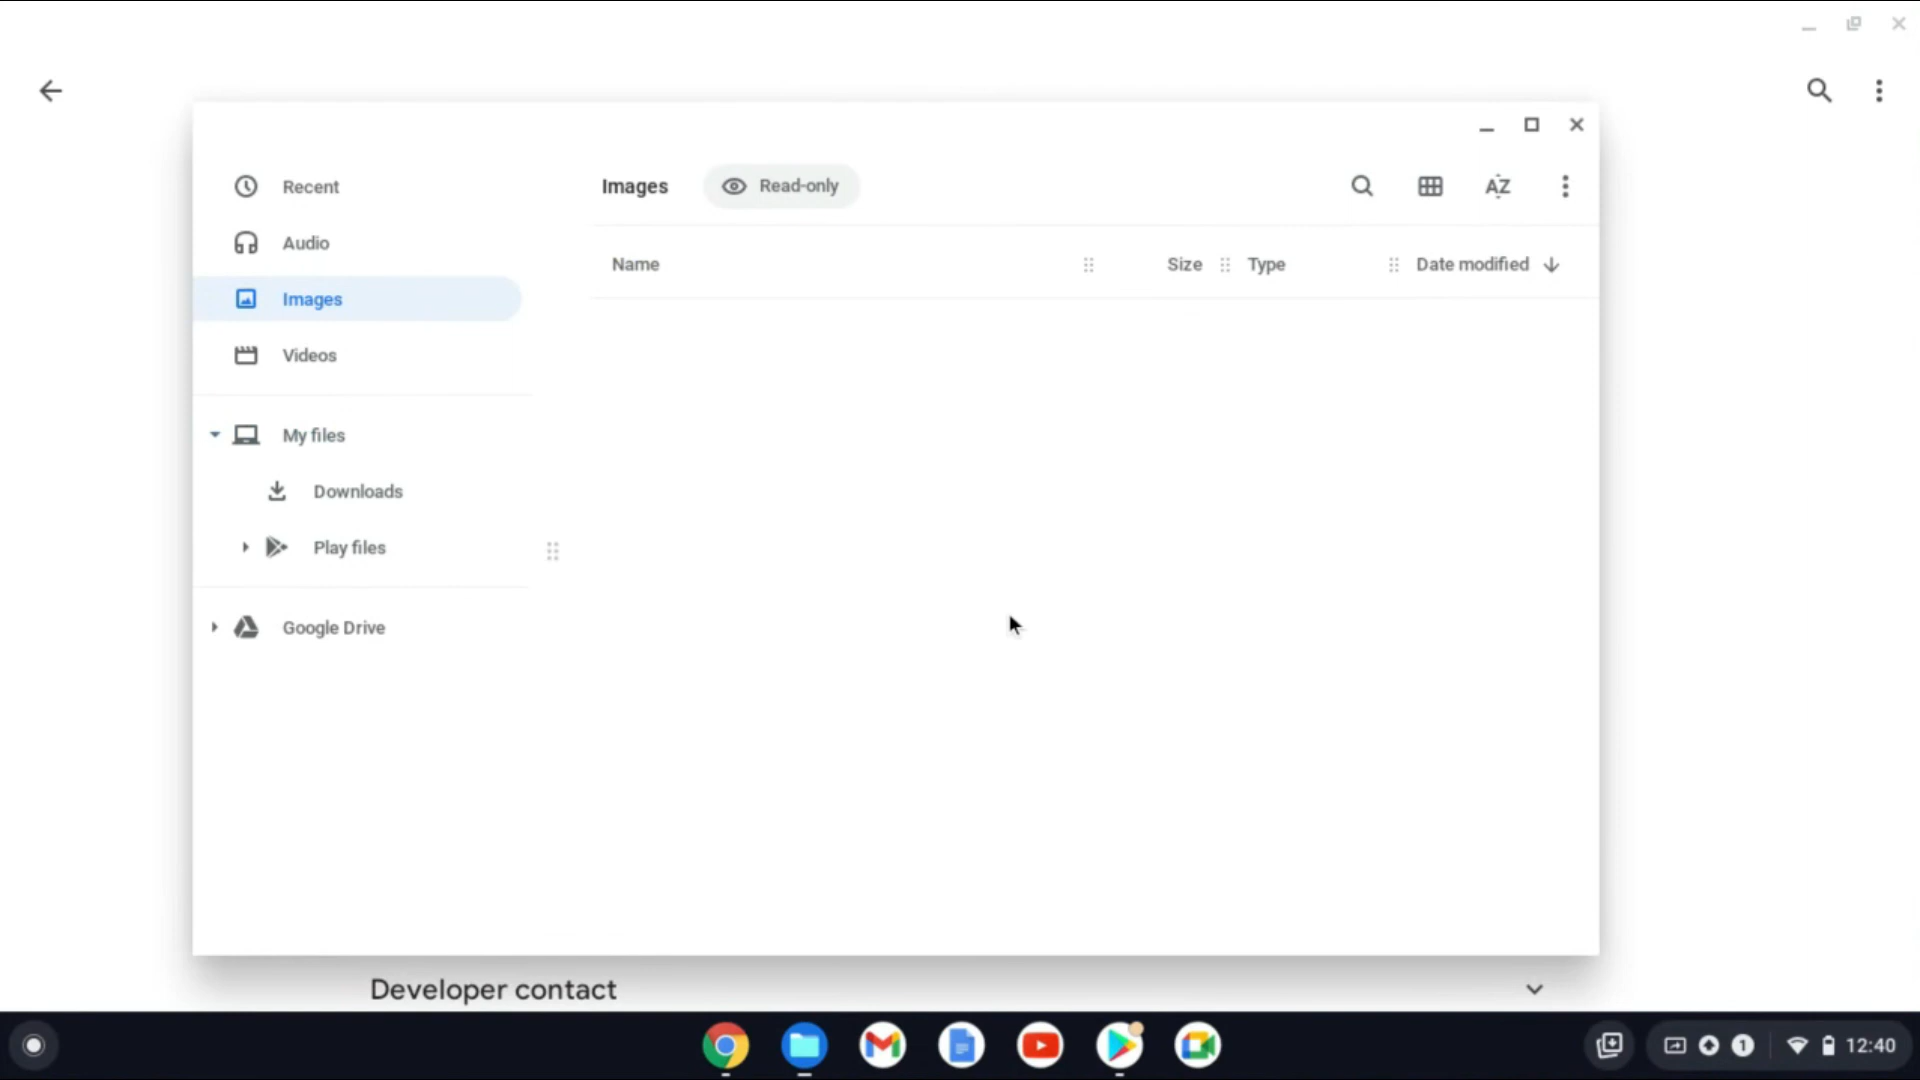 Recent
Audio
Images
Videos
My files
Downloads
Play files
Google Drive
Images
Read-only
AZ
Name
Size
Type
Date modified
Developer contact
1
12:40